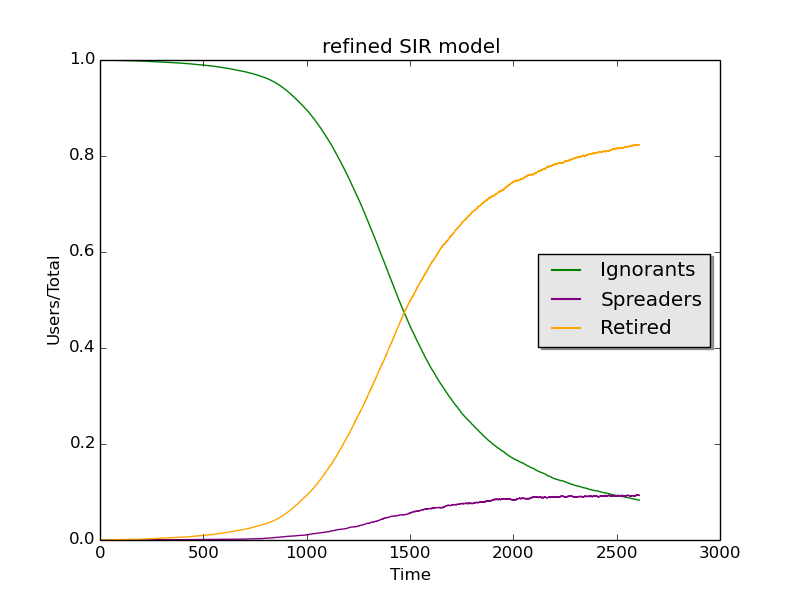 refined SIR model
1.0
0.8
0.6
0.4
0.2
0.0
Users/Total
Ignorants
Spreaders
Retired
0 500 1000 1500 2000 2500 3000
Time